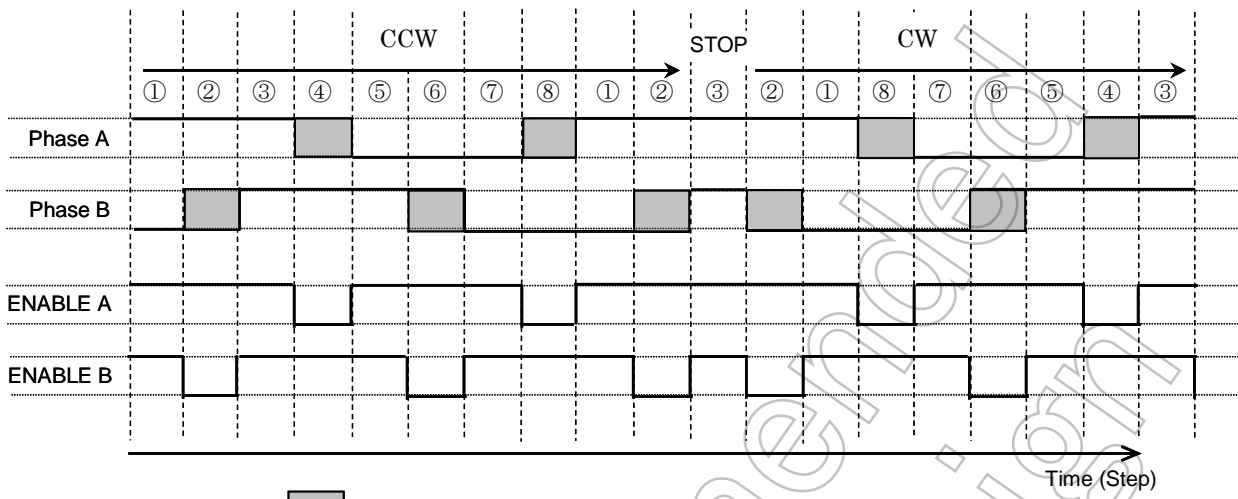 CCW STOP CW
① ② ③ ④ ⑤ ⑥ ⑦ ⑧ ① ② ③ ② ① ⑧ ⑦ ⑥ ⑤ ④ ③
Phase A
Phase B
ENABLE A
ENABLE B
Time (Step)